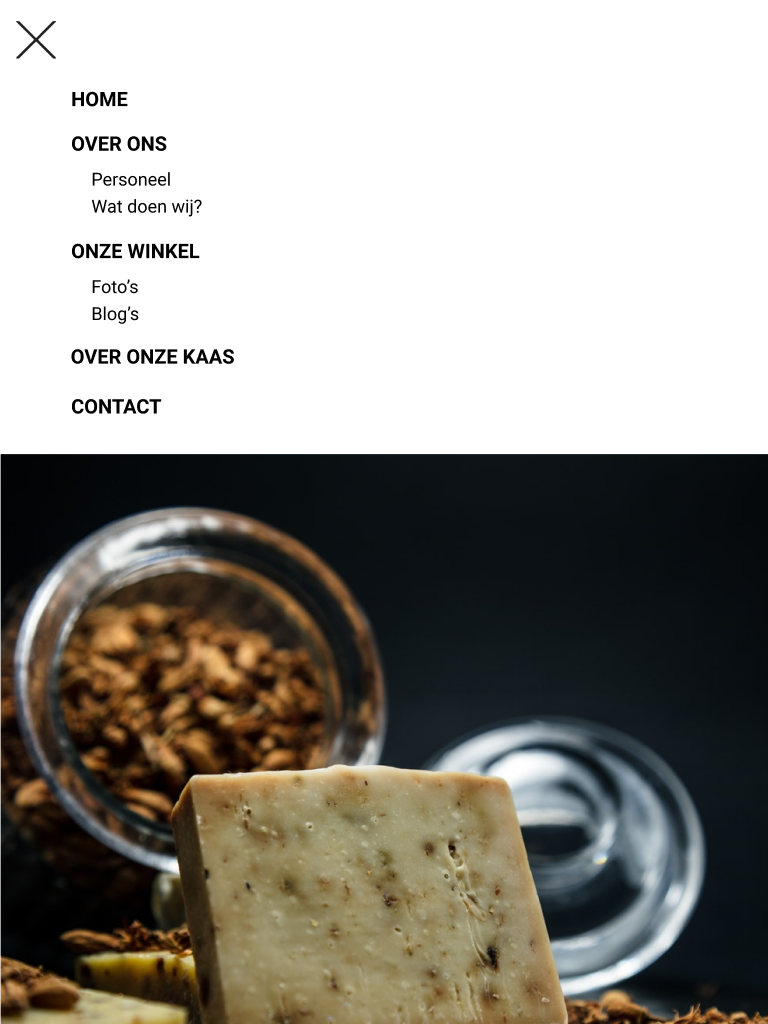 HOME
OVER ONS
Personeel
Wat doen wij?
ONZE WINKEL
Foto’s
Blog’s
OVER ONZE KAAS
CONTACT